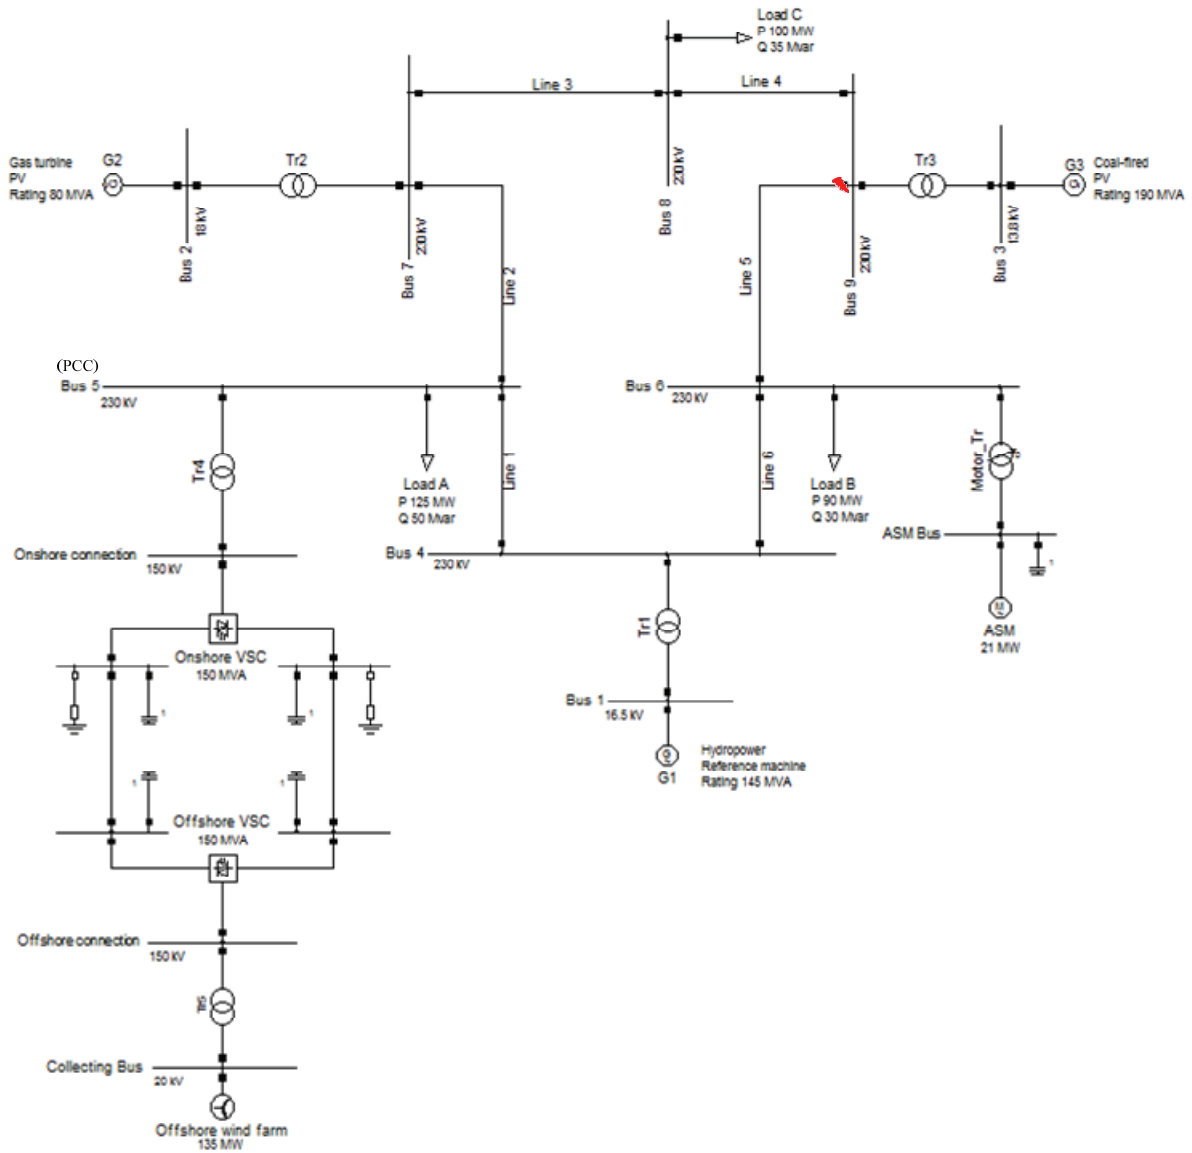 Load C
P 100 MW
Q 35 Mvar
Line 3
Line 4
Gas turbine
PV
Rating 80 MVA
G2
Tr2
Tr3
G3
Coal-fired
PV
Rating 190 MVA
18 kV
Bus 2
230 kV
Bus 7
230 kV
Bus 8
230 kV
Bus 9
13.8 kV
Bus 3
Line 2
Line 5
(PCC)
Bus 5
230 kV
Bus 6
230 kV
Tr4
Load A
P 125 MW
Q 50 Mvar
Line 1
Line 6
Load B
P 90 MW
Q 30 Mvar
Motor_Tr
Onshore connection
150 kV
Bus 4
230 kV
ASM Bus
1
M
ASM
21 MW
Tr1
Onshore VSC
150 MVA
1
1
Bus 1
16.5 kV
G1
Hydropower
Reference machine
Rating 145 MVA
1
1
Offshore VSC
150 MVA
Offshore connection
150 kV
Tr5
Collecting Bus
20 kV
Offshore wind farm
135 MW